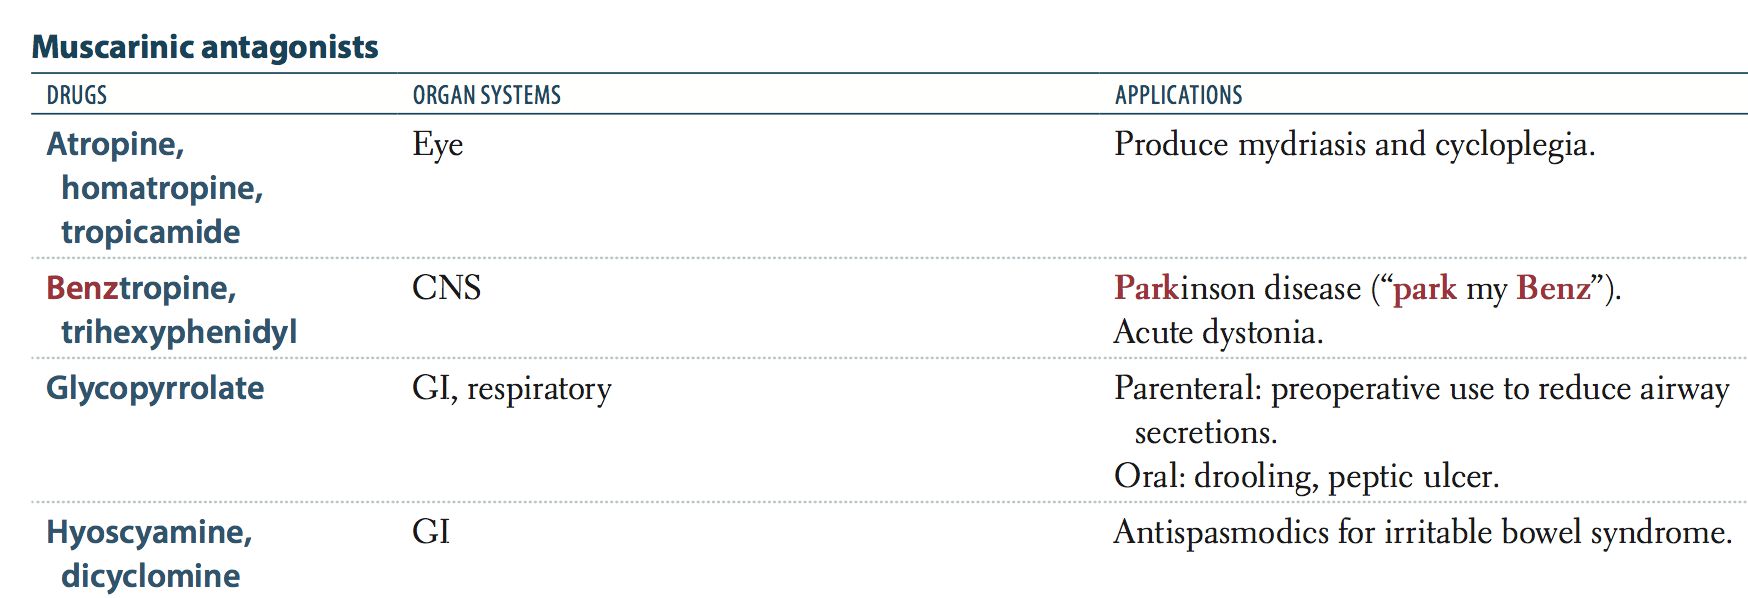 Muscarinic antagonists
DRUGS ORGAN SYSTEMS APPLICATIONS
Atropine, Eye Produce mydriasis and cycloplegia.
homatropine,
tropicamide
Benztropine, CNS Parkinson disease (“park my Benz”).
trihexyphenidyl Acute dystonia.
Glycopyrrolate GI, respiratory Parenteral: preoperative use to reduce airway
secretions.
Oral: drooling, peptic ulcer.
Hyoscyamine, GI Antispasmodics for irritable bowel syndrome.
dicyclomine